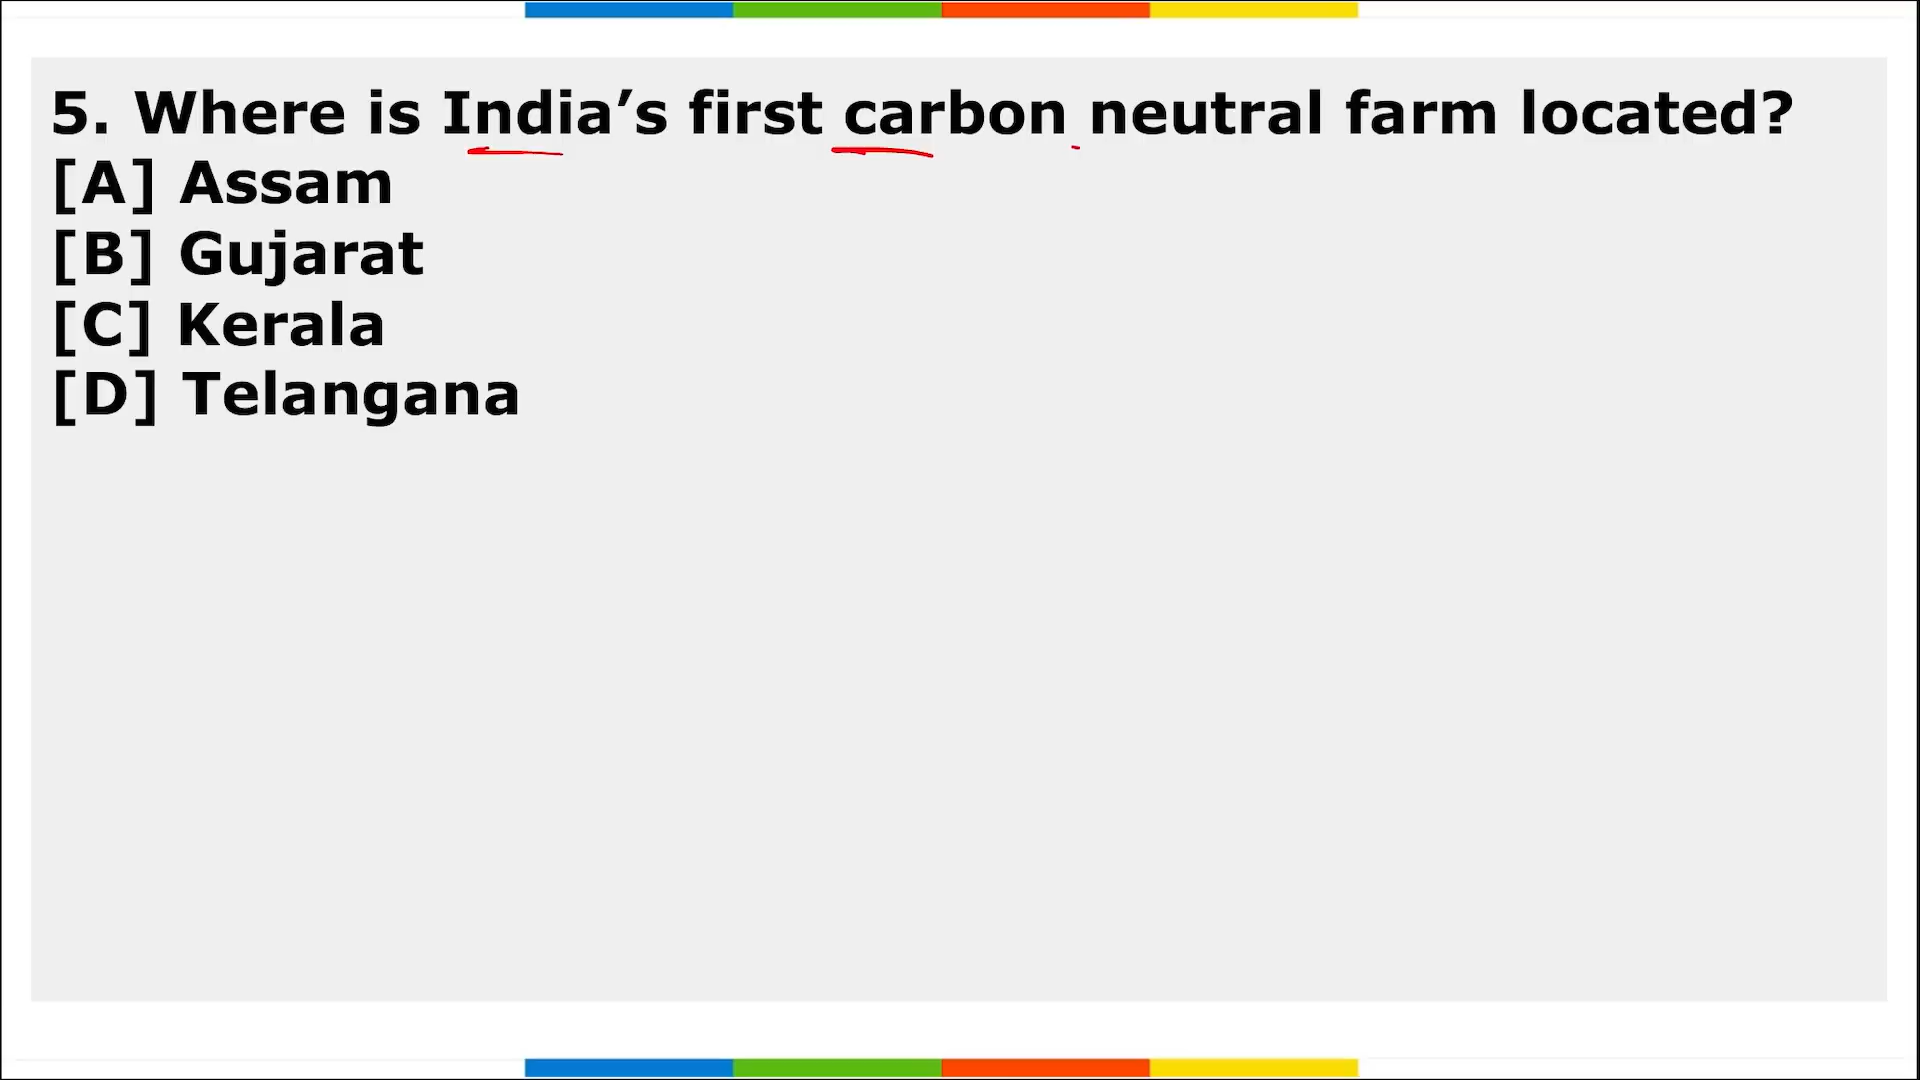 5. Where is India’s first carbon neutral farm located?
[A] Assam
[B] Gujarat
[C] Kerala
[D] Telangana